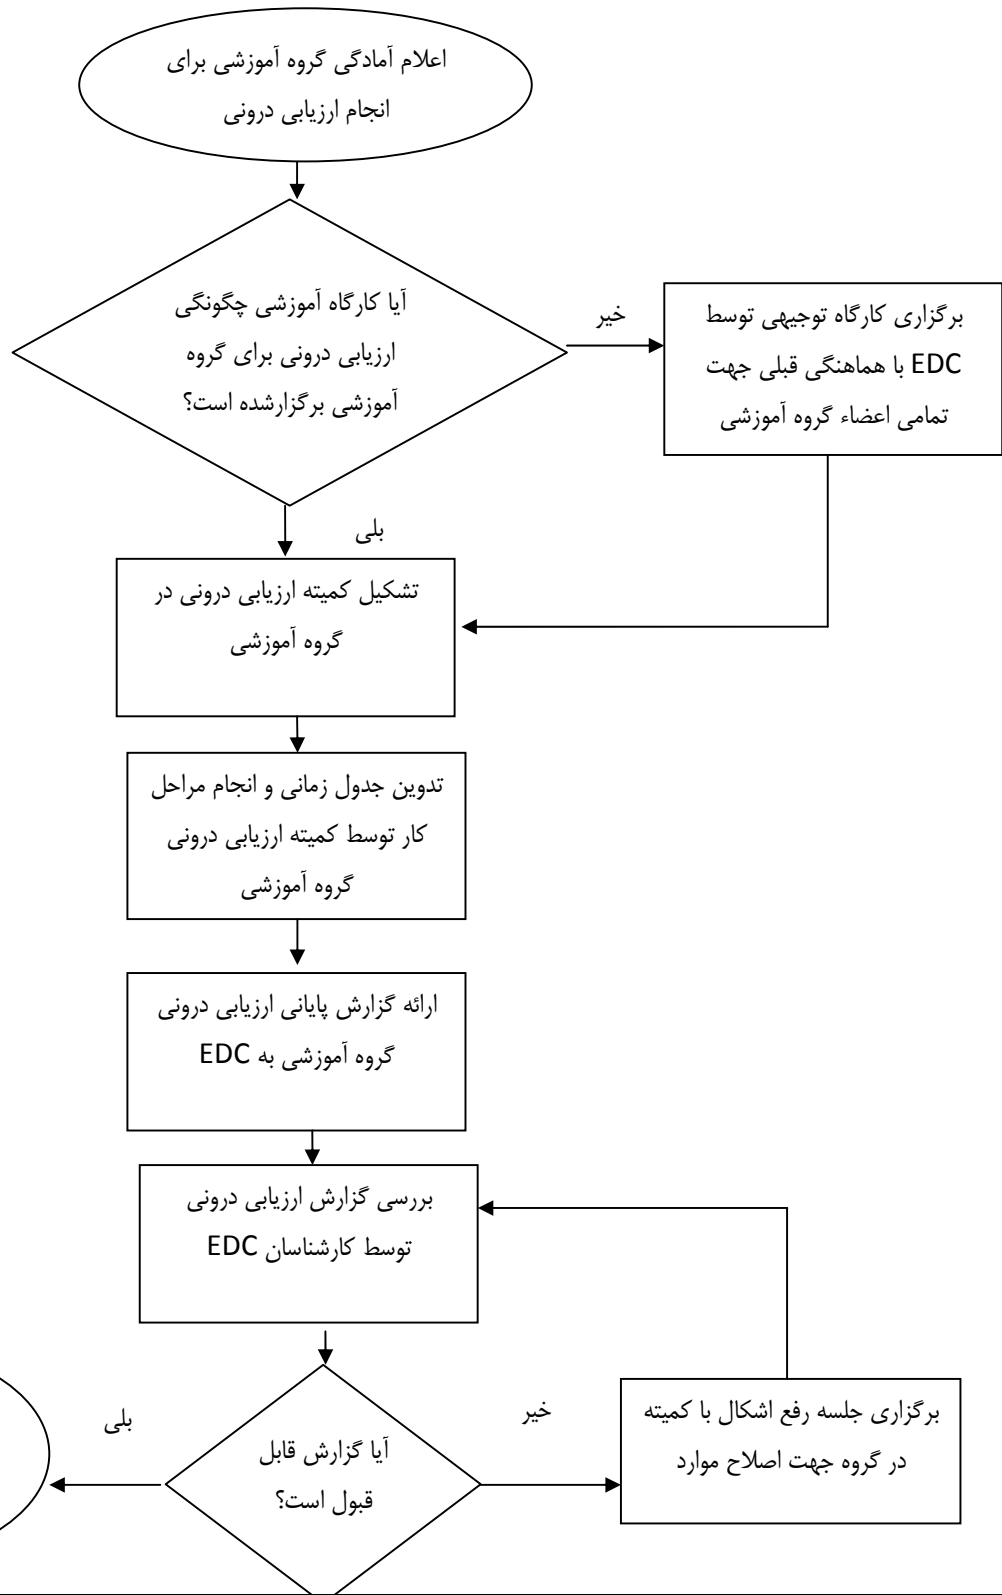 اعلام آمادگی گروه آموزشی برای
انجام ارزیابی درونی
آیا کارگاه آموزشی چگونگی
ارزیابی درونی برای گروه
آموزشی برگزارشده است؟
خیر
برگزاری کارگاه توجیهی توسط
EDC با هماهنگی قبلی جهت
تمامی اعضاء گروه آموزشی
بلی
تشکیل کمیته ارزیابی درونی در
گروه آموزشی
تدوین جدول زمانی و انجام مراحل
کار توسط کمیته ارزیابی درونی
گروه آموزشی
ارائه گزارش پایانی ارزیابی درونی
گروه آموزشی به EDC
بررسی گزارش ارزیابی درونی
توسط کارشناسان EDC
آیا گزارش قابل
قبول است؟
خیر
برگزاری جلسه رفع اشکال با کمیته
در گروه جهت اصلاح موارد
بلی